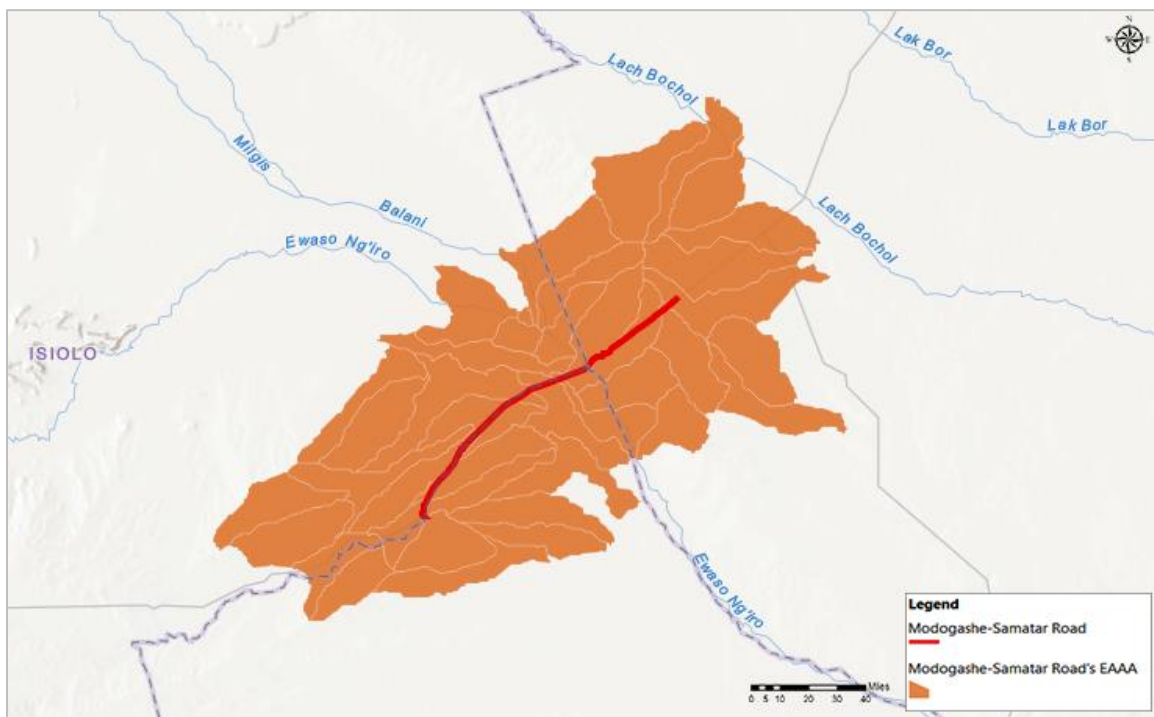 N
W
E
S
Lak Bor
Lach Bochol
Lak Bor
Milgis
Balani
Lach Bochol
Ewaso Ng'iro
ISIOLO
Ewaso Ng'iro
Legend
Modogashe-Samatar Road
Modogashe-Samatar Road's EAAA
Miles
0 5 10 20 30 40